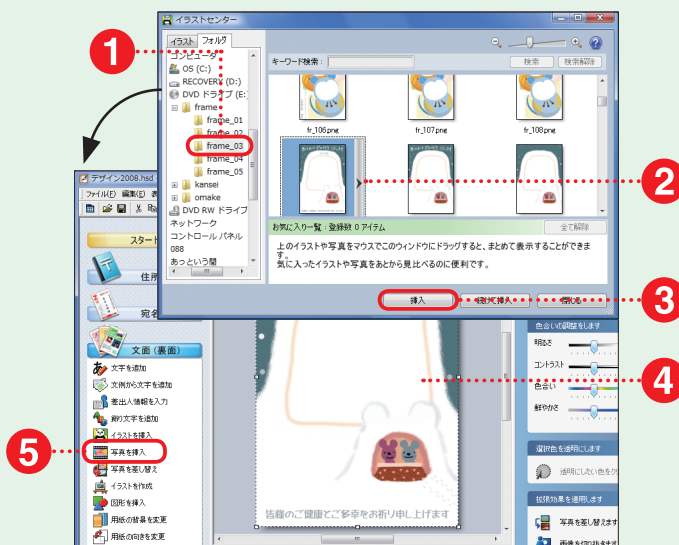 イラストセンター
イラスト フォルダ
コンピュータ
OS (C:)
RECOVERY (D:)
DVD ドライブ (E:)
frame
frame_01
frame_02
frame_03
frame_04
frame_05
kansei
omake
DVD RW ドライブ
ネットワーク
コントロール パネル
088
あっという間
キーワード検索:
検索 検索解除
fr_106.png fr_107.png fr_108.png
お気に入り一覧 : 登録数 0 アイテム 全て解除
上のイラストや写真をマウスでこのウィンドウにドラッグすると、まとめて表示することができます。
気に入ったイラストや写真をあとから見比べるのに便利です。
挿入 続けて挿入 閉じる
1
2
3
4
5
デザイン2008.hsd
ファイル(F) 編集(E) 表
スタート
住所
宛名
文面 (裏面)
文字を追加
文例から文字を追加
差出人情報を入力
飾り文字を追加
イラストを挿入
写真を挿入
写真を差し替え
イラストを作成
図形を挿入
用紙の背景を変更
用紙の向きを変更
皆様のご健康とご多幸をお祈り申し上げます
色合いの調整をします
明るさ
コントラスト
色合い
鮮やかさ
選択色を透明にします
透明にしたい色をク
拡張効果を適用します
写真を差し替えます
画像を切り抜きます